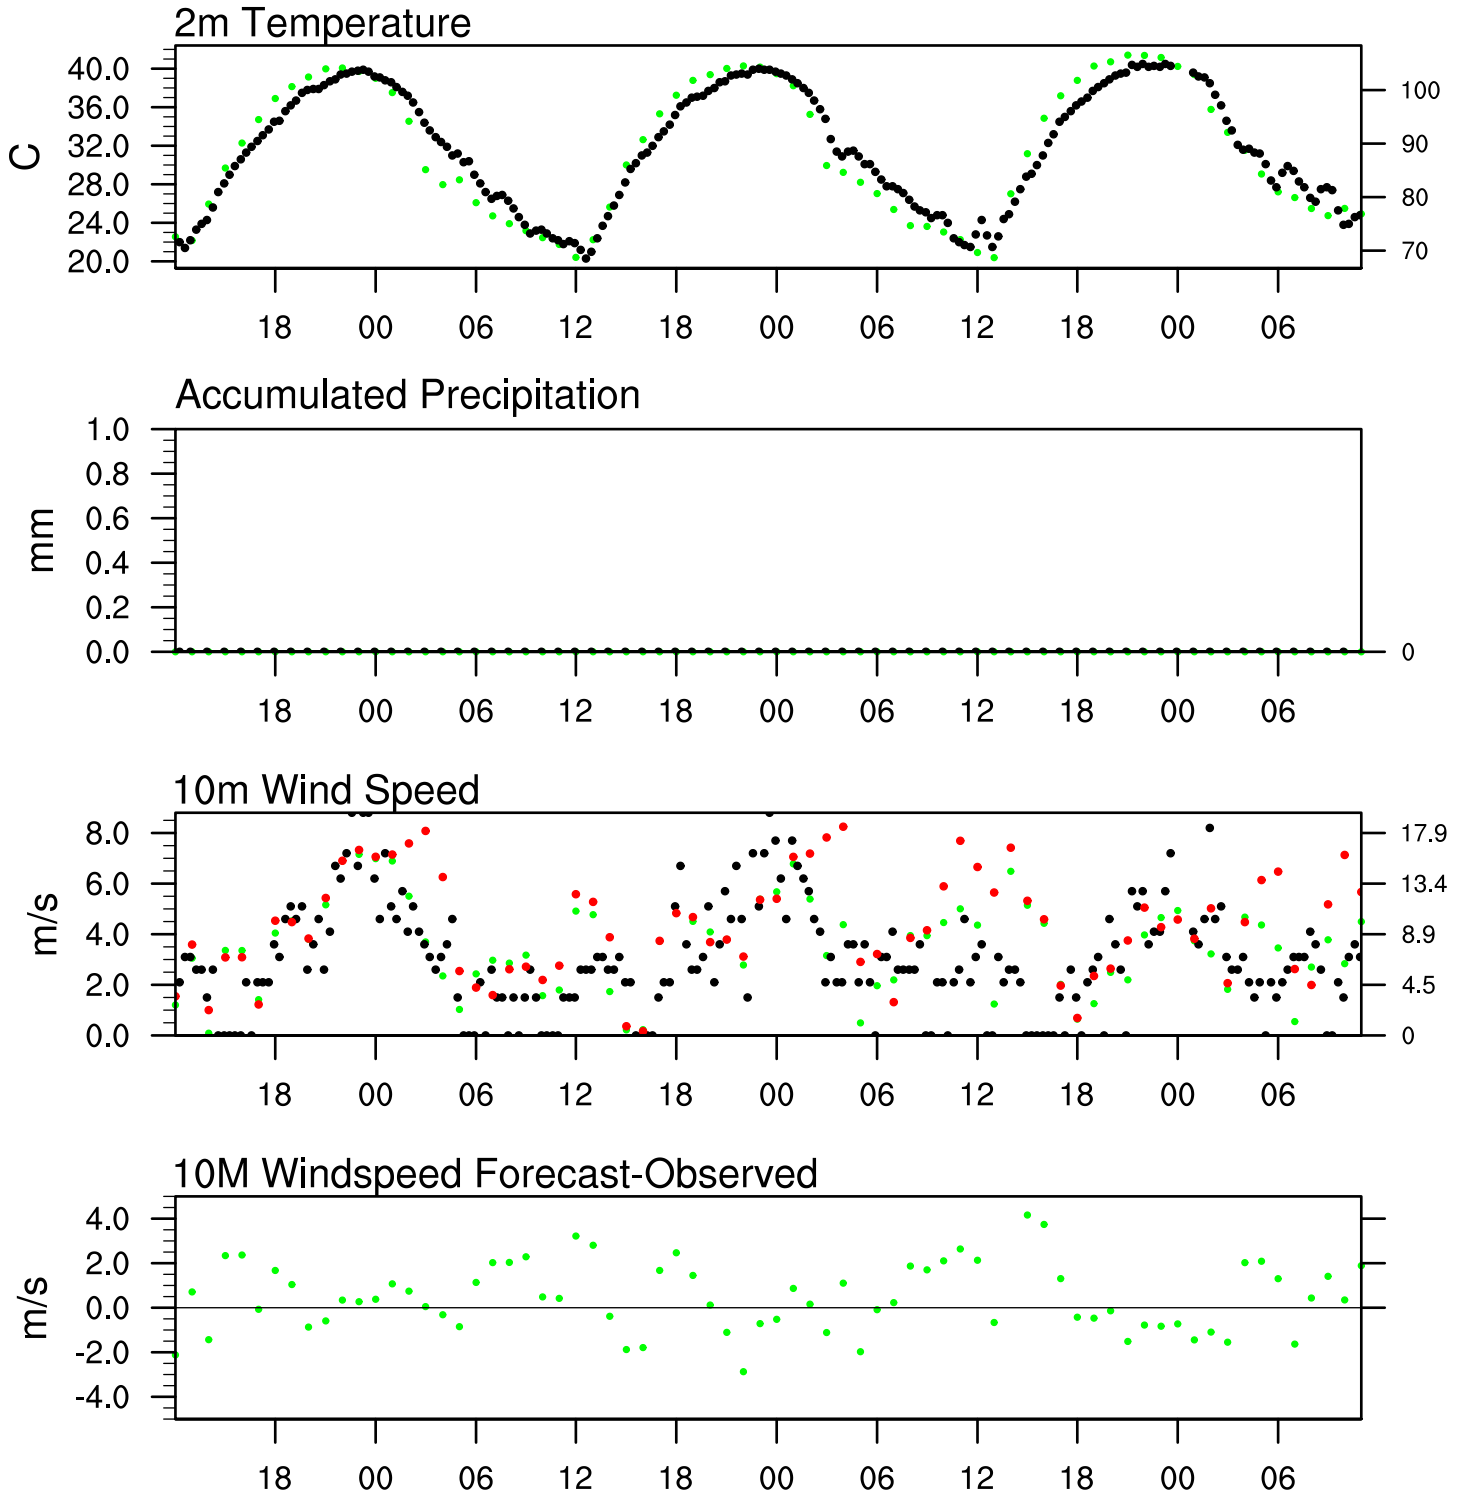 2m Temperature
40.0
36.0
32.0
28.0
24.0
20.0
C
100
90
80
70
18 00 06 12 18 00 06 12 18 00 06
Accumulated Precipitation
1.0
0.8
0.6
0.4
0.2
0.0
mm
0
18 00 06 12 18 00 06 12 18 00 06
10m Wind Speed
8.0
6.0
4.0
2.0
0.0
m/s
17.9
13.4
8.9
4.5
0
18 00 06 12 18 00 06 12 18 00 06
10M Windspeed Forecast-Observed
4.0
2.0
0.0
-2.0
-4.0
m/s
18 00 06 12 18 00 06 12 18 00 06